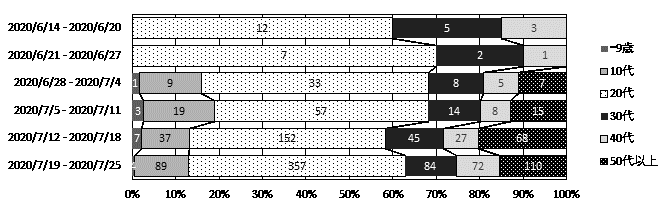 2020/6/14 - 2020/6/20 12 5 3
2020/6/21 - 2020/6/27 7 2 1
2020/6/28 - 2020/7/4 1 9 33 8 5 7
2020/7/5 - 2020/7/11 3 19 57 14 8 15
2020/7/12 - 2020/7/18 7 37 152 45 27 68
2020/7/19 - 2020/7/25 89 357 84 72 110
0% 10% 20% 30% 40% 50% 60% 70% 80% 90% 100%
-9歳
10代
20代
30代
40代
50代以上